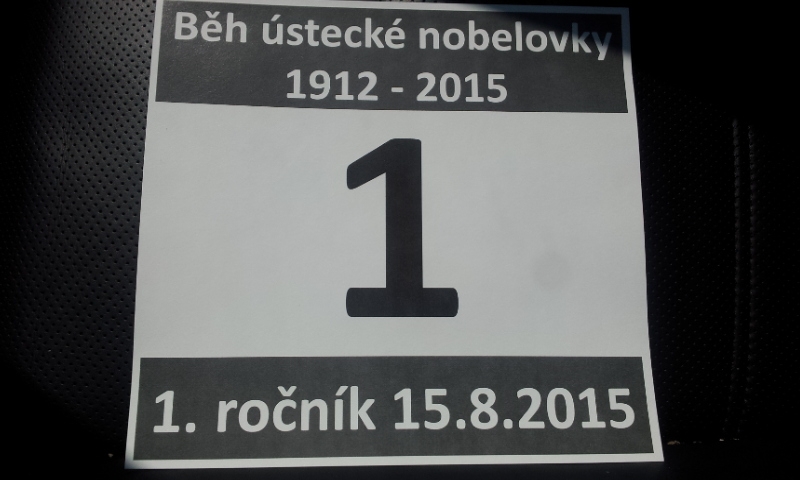 Běh ústecké nobelovky
1912 - 2015
1
1. ročník 15.8.2015